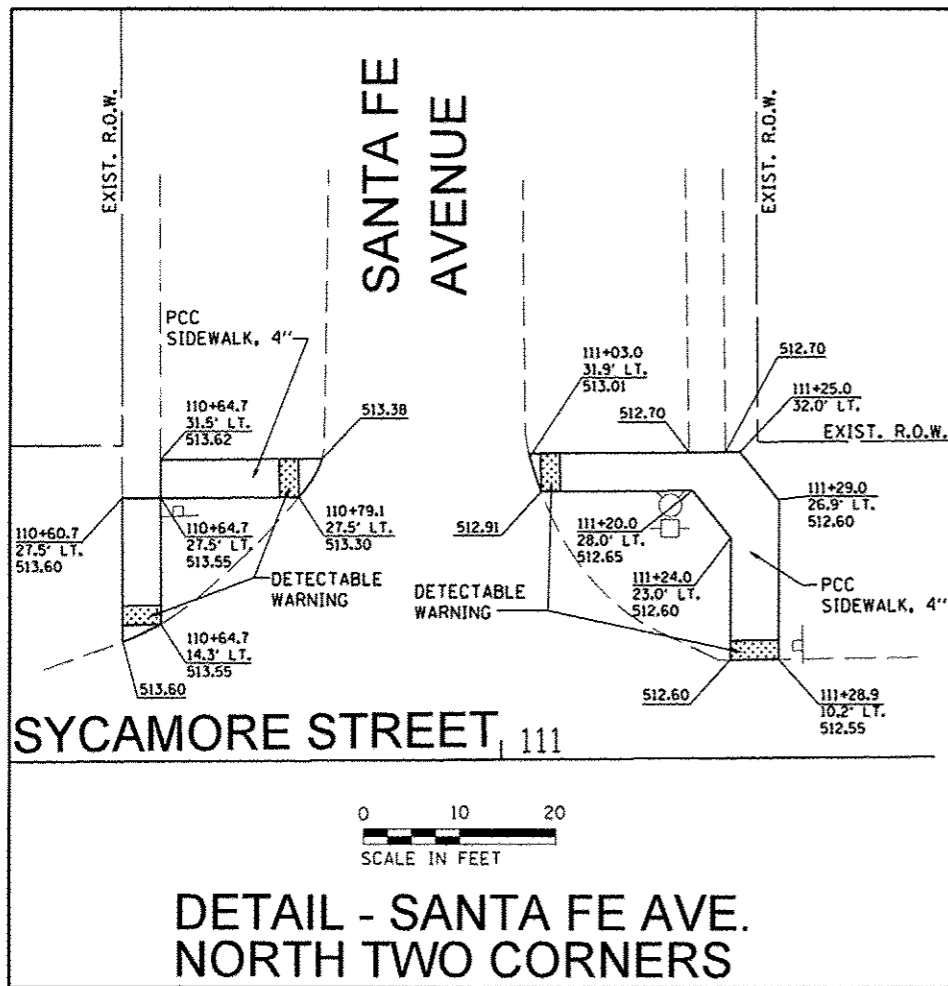 EXIST. R.O.W.
SANTA FE
AVENUE
EXIST. R.O.W.
PCC
SIDEWALK, 4"
110+64.7
31.5' LT.
513.62
513.38
111+03.0
31.9' LT.
513.01
512.70
512.70
111+25.0
32.0' LT.
EXIST. R.O.W.
110+60.7
27.5' LT.
513.60
110+64.7
27.5' LT.
513.55
110+79.1
27.5' LT.
513.30
512.91
111+20.0
28.0' LT.
512.65
111+29.0
26.9' LT.
512.60
DETECTABLE
WARNING
DETECTABLE
WARNING
111+24.0
23.0' LT.
512.60
PCC
SIDEWALK, 4"
110+64.7
14.3' LT.
513.55
513.60
512.60
111+28.9
10.2' LT.
512.55
SYCAMORE STREET
111
0 10 20
SCALE IN FEET
DETAIL - SANTA FE AVE.
NORTH TWO CORNERS